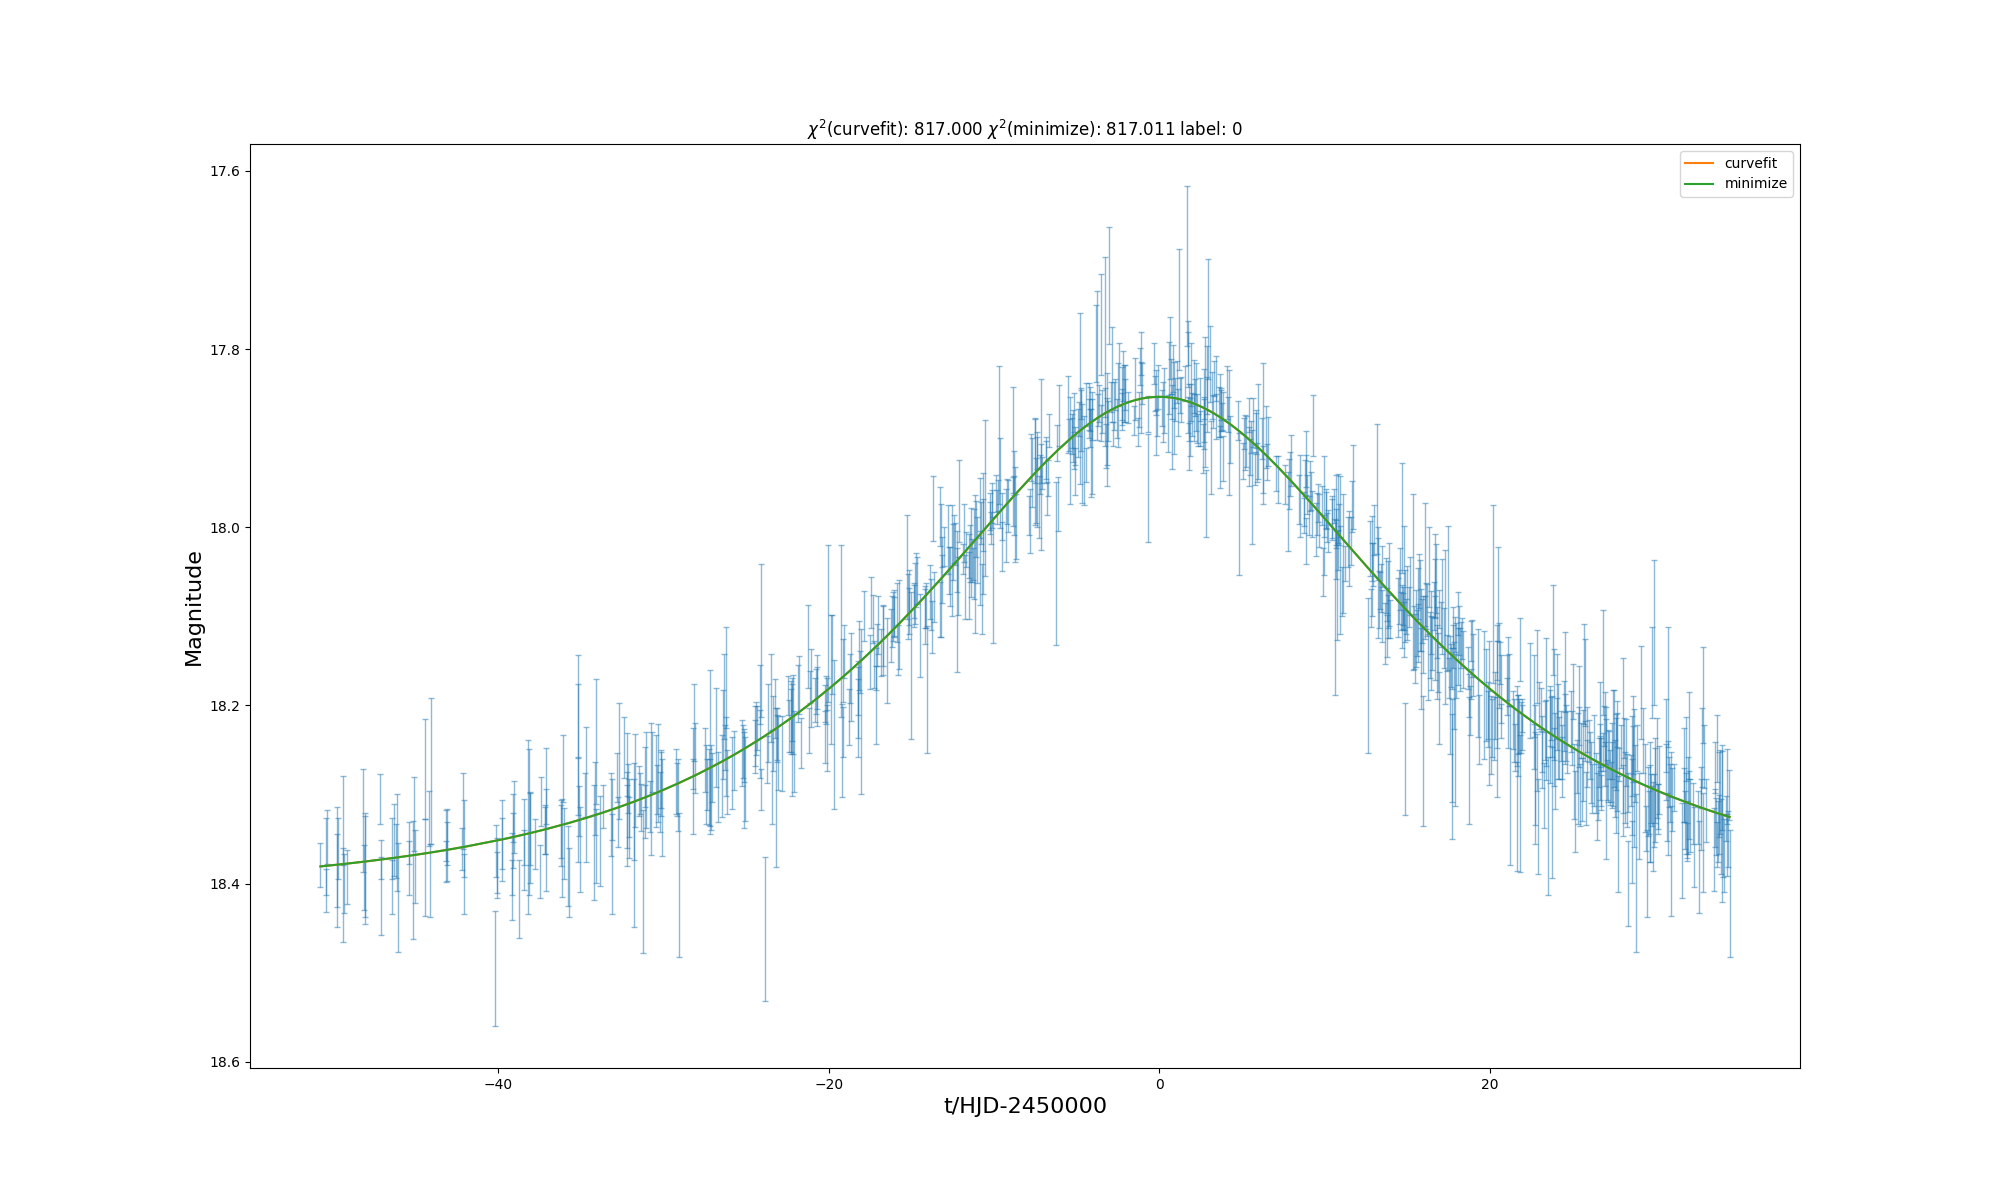 χ²(curvefit): 817.000 χ²(minimize): 817.011 label: 0
curvefit
minimize
17.6
17.8
18.0
18.2
18.4
18.6
Magnitude
−40
−20
0
20
t/HJD-2450000